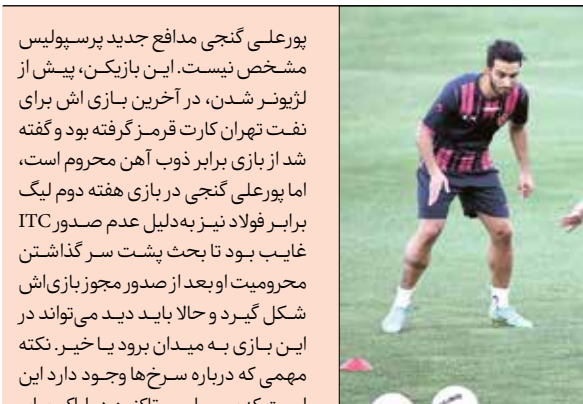 پورعلی گنجی مدافع جدید پرسپولیس
مشخص نیست. این بازیکن، پیش از
لژیونر شدن، در آخرین بازی اش برای
نفت تهران کارت قرمز گرفته بود و گفته
شد از بازی برابر ذوب آهن محروم است،
اما پورعلی گنجی در بازی هفته دوم لیگ
برابر فولاد نیز به‌دلیل عدم صدور ITC
غایب بود تا بحث پشت سر گذاشتن
محرومیت او بعد از صدور مجوز بازی‌اش
شکل گیرد و حالا باید دید می‌تواند در
این بازی به میدان برود یا خیر. نکته
مهمی که درباره سرخ‌ها وجود دارد این